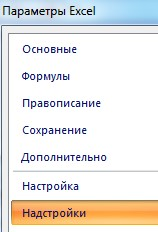 Параметры Excel
Основные
Формулы
Правописание
Сохранение
Дополнительно
Настройка
Надстройки